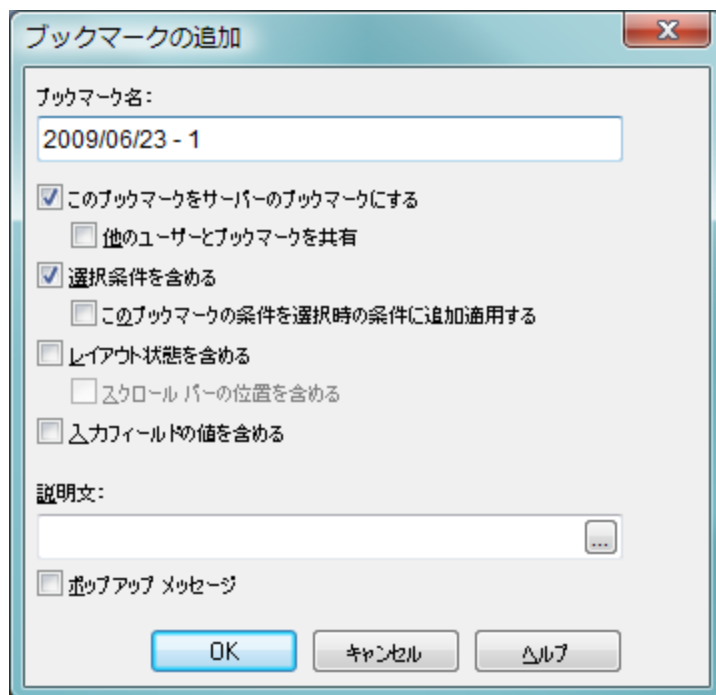 ブックマークの追加
ブックマーク名:
2009/06/23 - 1
このブックマークをサーバーのブックマークにする
他のユーザーとブックマークを共有
選択条件を含める
このブックマークの条件を選択時の条件に追加適用する
レイアウト状態を含める
スクロール バーの位置を含める
入力フィールドの値を含める
説明文:
...
ポップアップ メッセージ
OK キャンセル ヘルプ